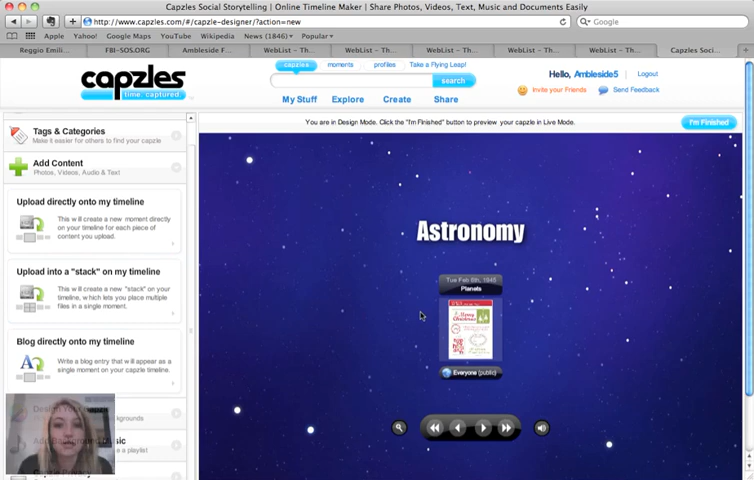 Capzles Social Storytelling | Online Timeline Maker | Share Photos, Videos, Text, Music and Documents Easily
http://www.capzles.com/#/capzle-designer/?action=new
Google
Apple Yahoo! Google Maps YouTube Wikipedia News (1846) Popular
Reggio Emili... FBI-SOS.ORG Ambleside F... WebList – Th... WebList – Th... WebList – Th... WebList – Th... WebList – Th... Capzles Soci...
capzles
time. captured.
capzles moments profiles Take a Flying Leap!
search
My Stuff Explore Create Share
Hello, Ambleside5 Logout
Invite your Friends Send Feedback
You are in Design Mode. Click the "I'm Finished" button to preview your capzle in Live Mode.
I'm Finished
Tags & Categories
Make it easier for others to find your capzle
Add Content
Photos, Videos, Audio & Text
Upload directly onto my timeline
This will create a new moment directly
on your timeline for each piece of
content you upload.
Upload into a "stack" on my timeline
This will create a new "stack" on your
timeline, which lets you place multiple
files in a single moment.
Blog directly onto my timeline
Write a blog entry that will appear as a
single moment on your capzle timeline.
Astronomy
Tue Feb 6th, 1945
Planets
Merry
Christmas
Everyone (public)